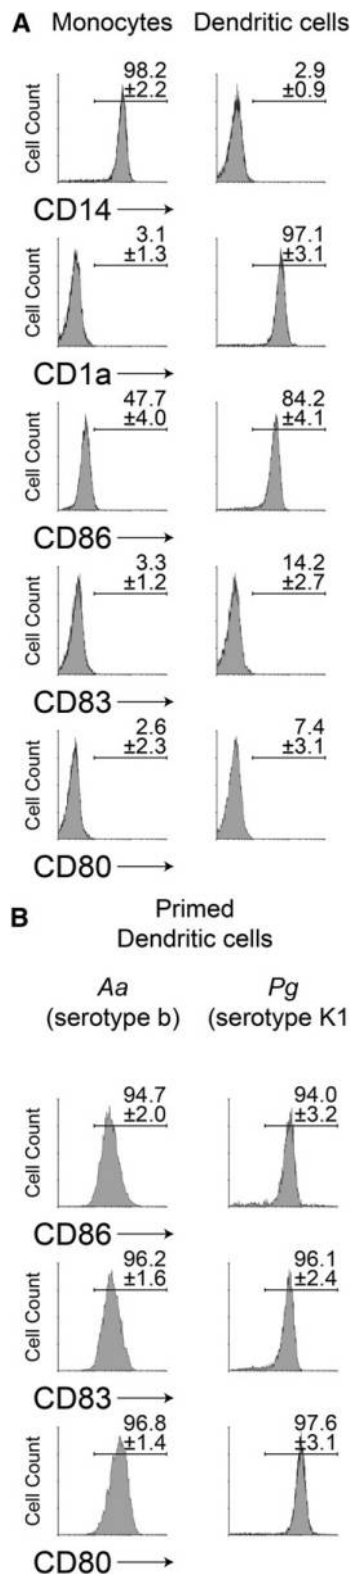 A Monocytes Dendritic cells
98.2 2.9
±2.2 ±0.9
Cell Count
CD14
3.1 97.1
±1.3 ±3.1
Cell Count
CD1a
47.7 84.2
±4.0 ±4.1
Cell Count
CD86
3.3 14.2
±1.2 ±2.7
Cell Count
CD83
2.6 7.4
±2.3 ±3.1
Cell Count
CD80
B Primed
Dendritic cells
Aa Pg
(serotype b) (serotype K1
94.7 94.0
±2.0 ±3.2
Cell Count
CD86
96.2 96.1
±1.6 ±2.4
Cell Count
CD83
96.8 97.6
±1.4 ±3.1
Cell Count
CD80